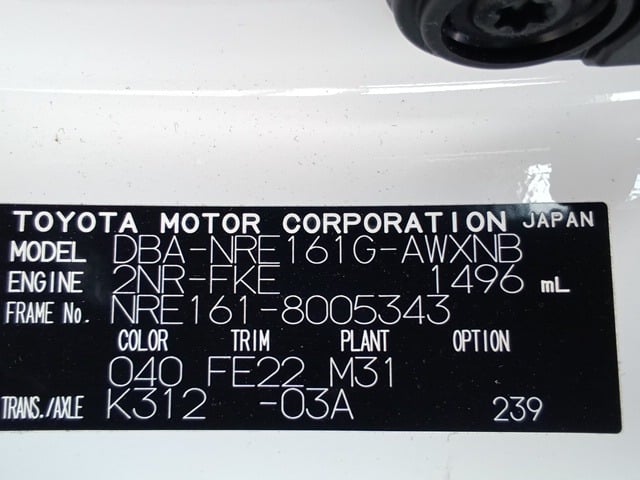 TOYOTA MOTOR CORPORATION JAPAN
MODEL DBA-NRE161G-AWXNB
ENGINE 2NR-FKE 1496 mL
FRAME No. NRE161-8005343
COLOR TRIM PLANT OPTION
040 FE22 M31
TRANS./AXLE K312 -03A 239